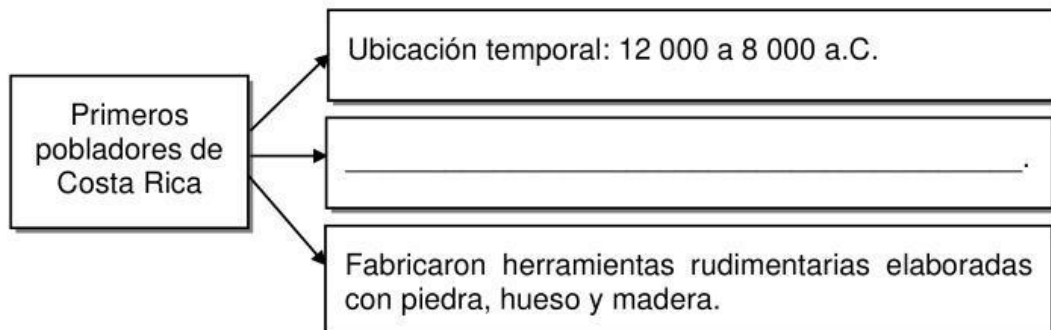 Primeros
pobladores de
Costa Rica
Ubicación temporal: 12 000 a 8 000 a.C.
____________________________________________.
Fabricaron herramientas rudimentarias elaboradas
con piedra, hueso y madera.